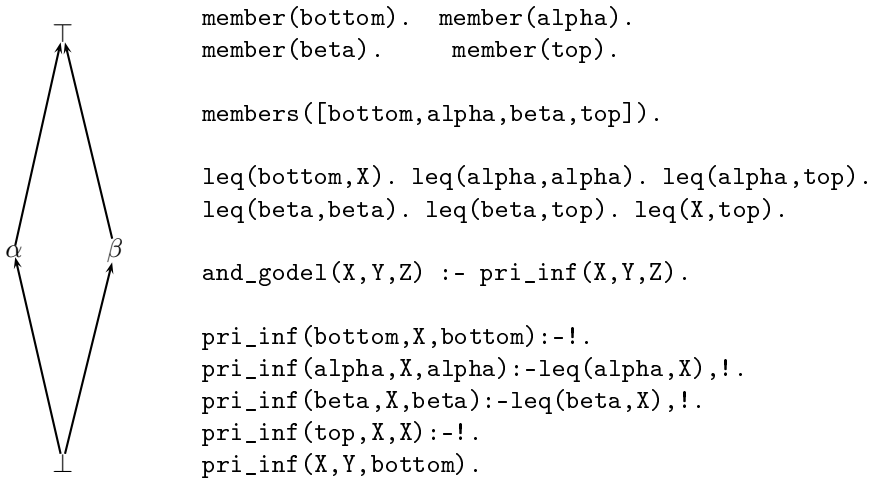 ⊤
α β
⊥
member(bottom). member(alpha).
member(beta). member(top).
members([bottom,alpha,beta,top]).
leq(bottom,X). leq(alpha,alpha). leq(alpha,top).
leq(beta,beta). leq(beta,top). leq(X,top).
and_godel(X,Y,Z) :- pri_inf(X,Y,Z).
pri_inf(bottom,X,bottom):-!.
pri_inf(alpha,X,alpha):-leq(alpha,X),!.
pri_inf(beta,X,beta):-leq(beta,X),!.
pri_inf(top,X,X):-!.
pri_inf(X,Y,bottom).